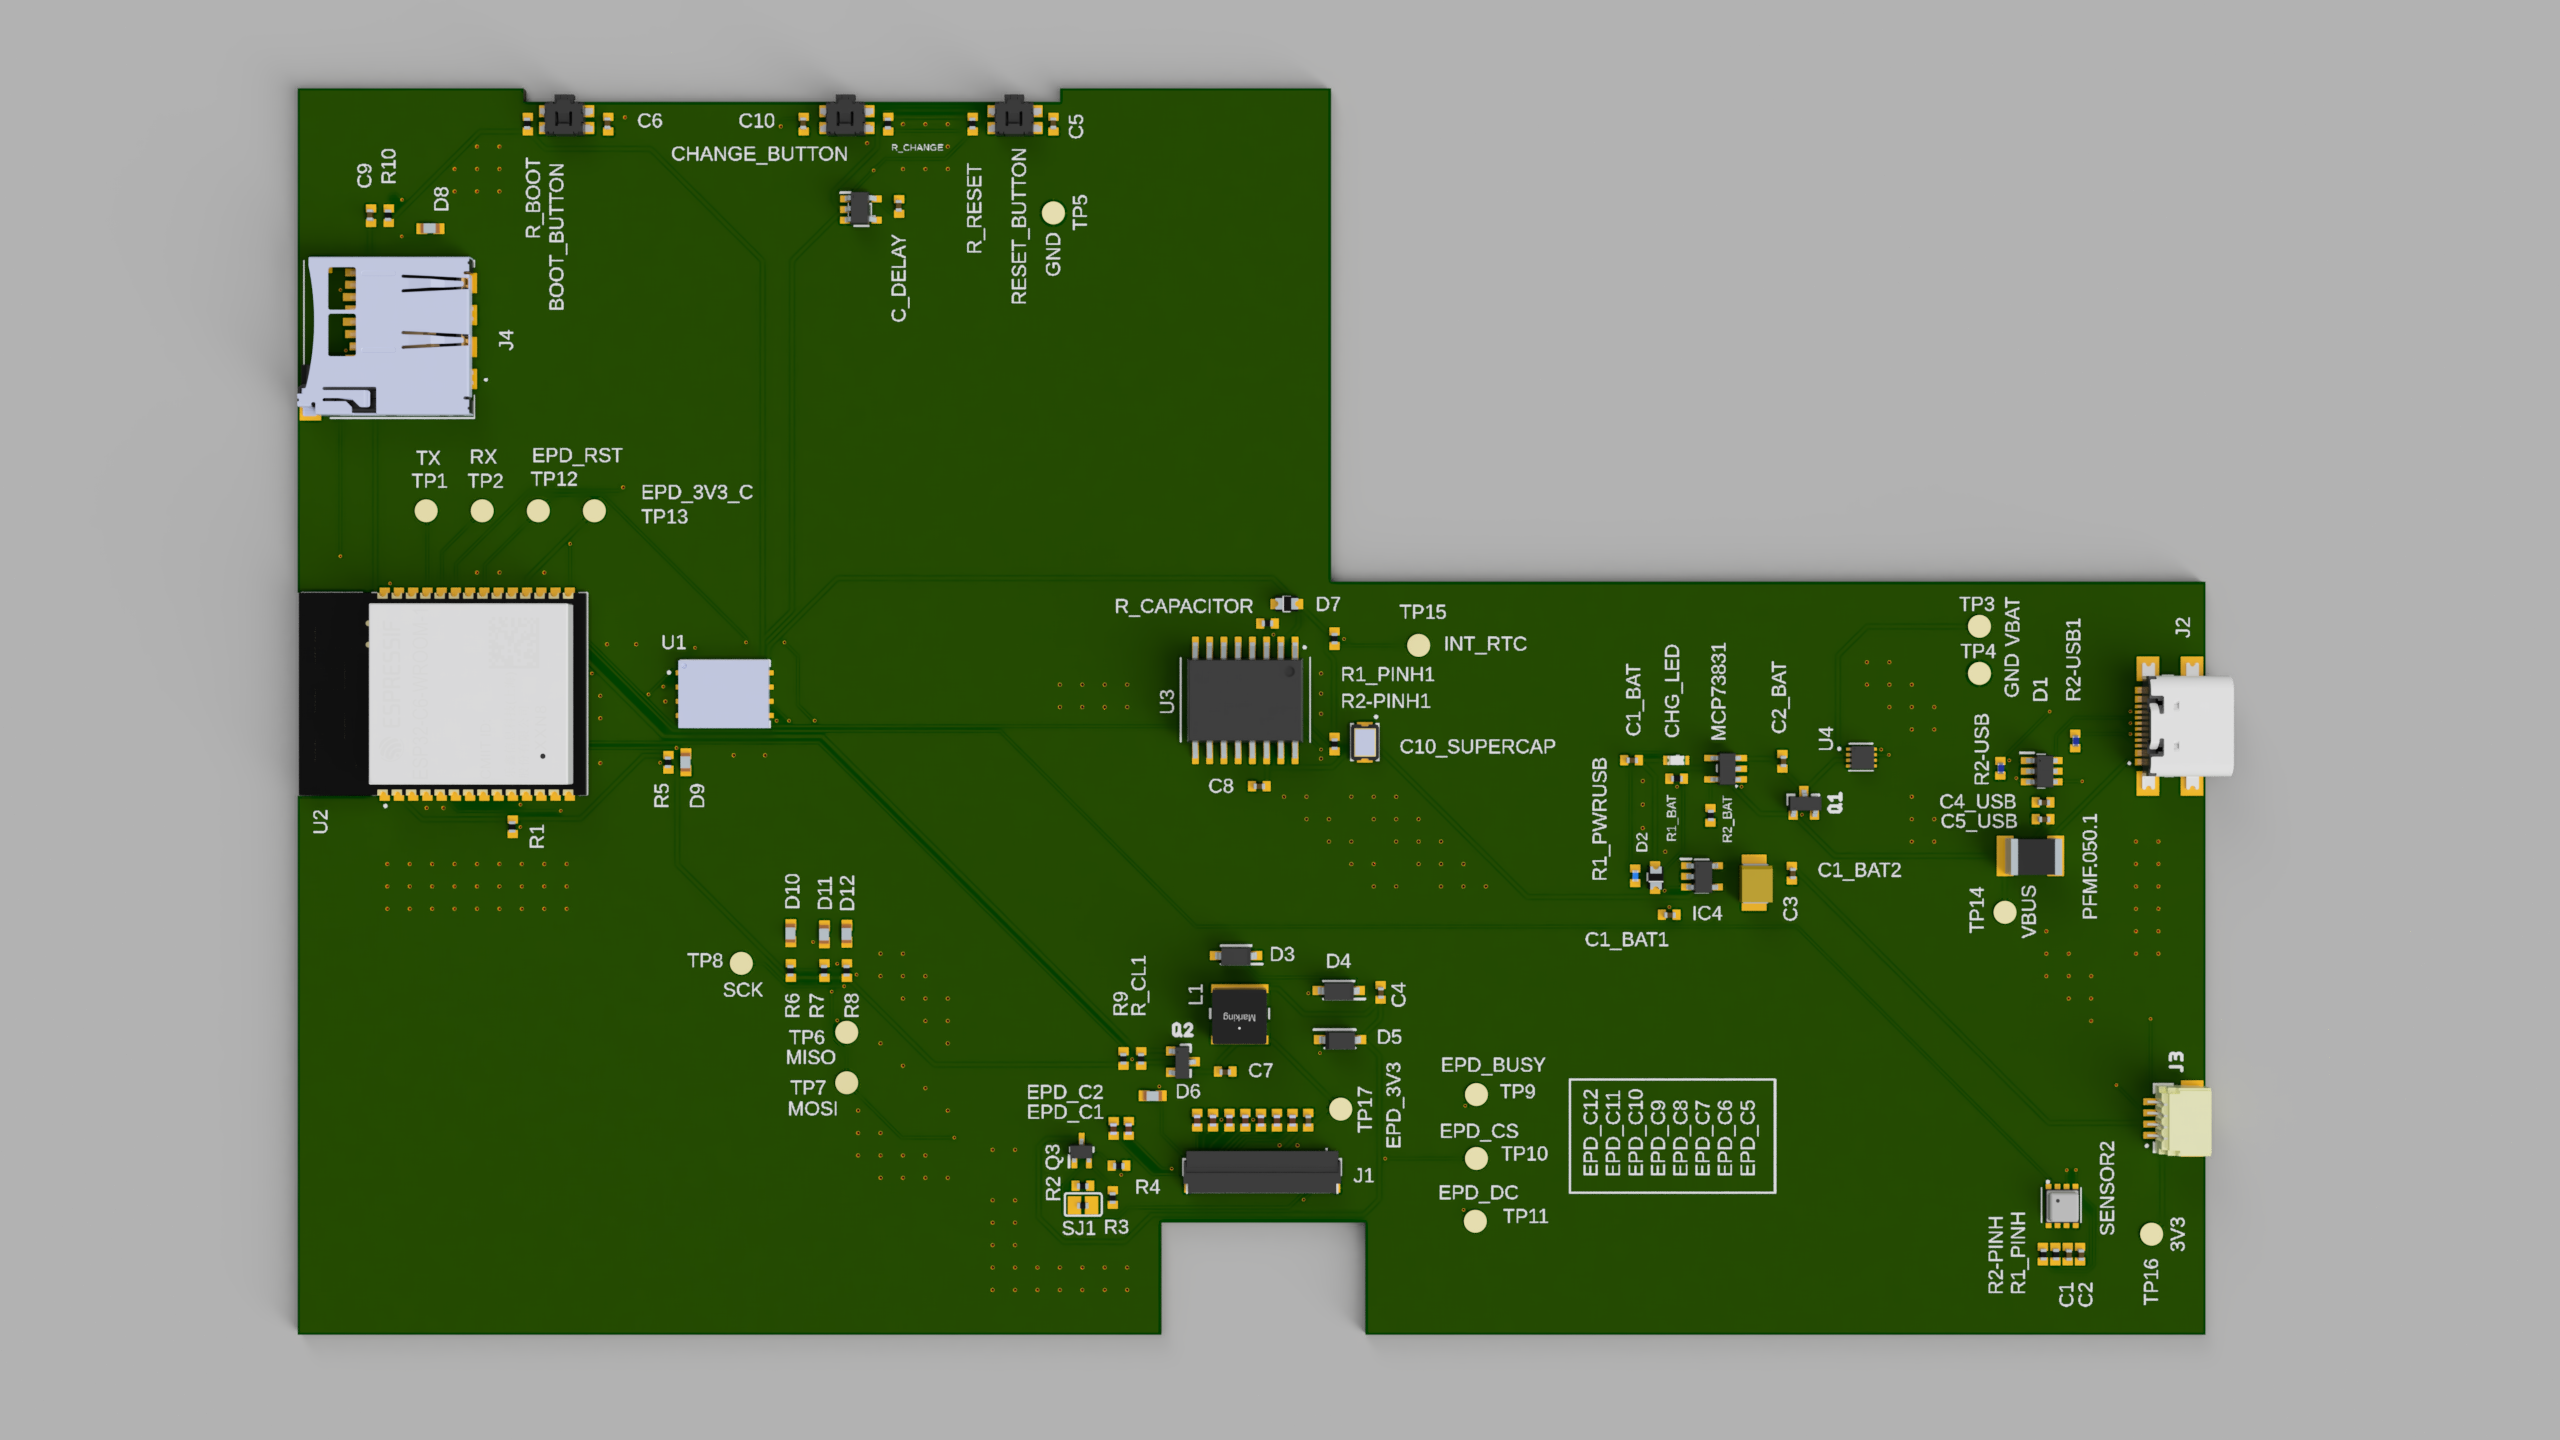 C6
C10
CHANGE_BUTTON
R_CHANGE
C5
C9
R10
D8
R_BOOT
BOOT_BUTTON
C_DELAY
R_RESET
RESET_BUTTON
GND
TP5
J4
TX
TP1
RX
TP2
EPD_RST
TP12
EPD_3V3_C
TP13
U1
U2
R1
R5
D9
R_CAPACITOR
D7
TP15
INT_RTC
R1_PINH1
R2-PINH1
U3
C10_SUPERCAP
C8
R1_PWRUSB
C1_BAT
CHG_LED
MCP73831
C2_BAT
U4
D2
R1_BAT
R2_BAT
Q1
IC4
C3
C1_BAT2
C1_BAT1
TP3
TP4
GND VBAT
D1
R2-USB1
J2
R2-USB
C4_USB
C5_USB
PFMF.050.1
TP14
VBUS
D10
D11
D12
TP8
SCK
R6
R7
R8
TP6
MISO
TP7
MOSI
R9
R_CL1
L1
Marking
D3
D4
C4
D5
Q2
C7
D6
EPD_C2
EPD_C1
TP17
EPD_3V3
Q3
R2
R4
J1
SJ1
R3
EPD_BUSY
TP9
EPD_CS
TP10
EPD_DC
TP11
EPD_C12
EPD_C11
EPD_C10
EPD_C9
EPD_C8
EPD_C7
EPD_C6
EPD_C5
J3
SENSOR2
R2-PINH
R1_PINH
C1
C2
TP16
3V3